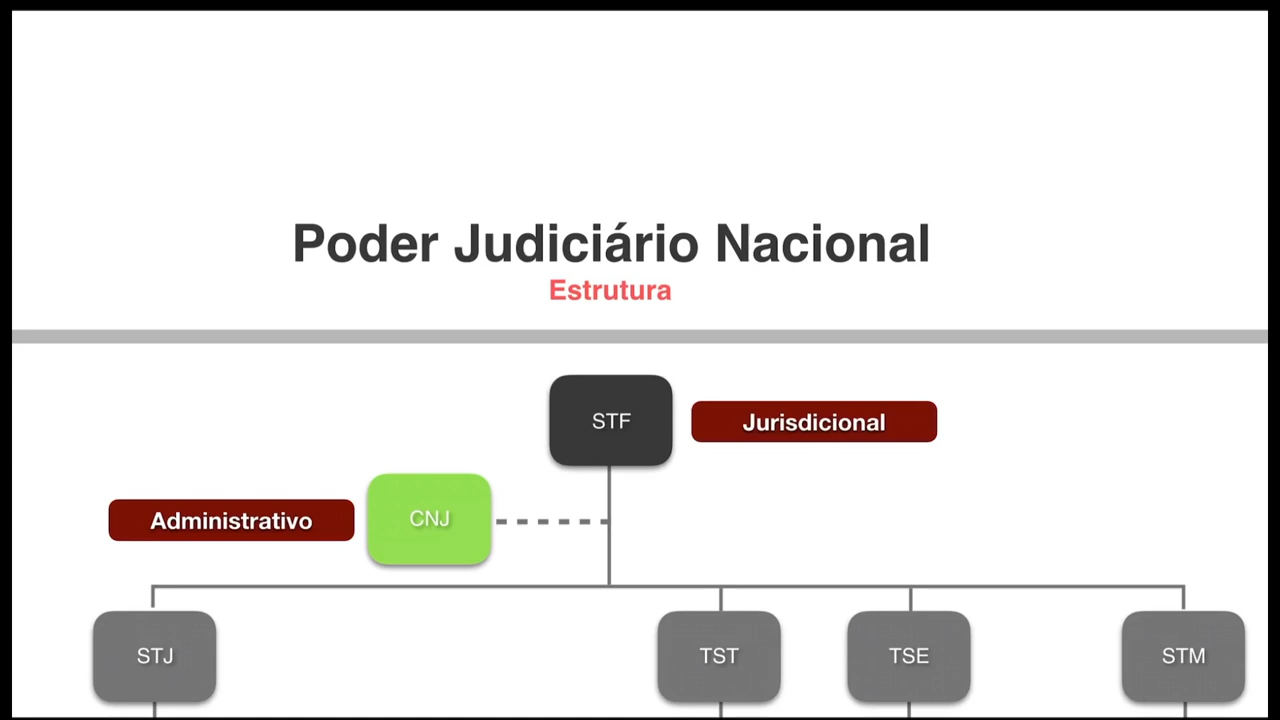 Poder Judiciário Nacional
Estrutura
STF
Jurisdicional
Administrativo
CNJ
STJ
TST
TSE
STM